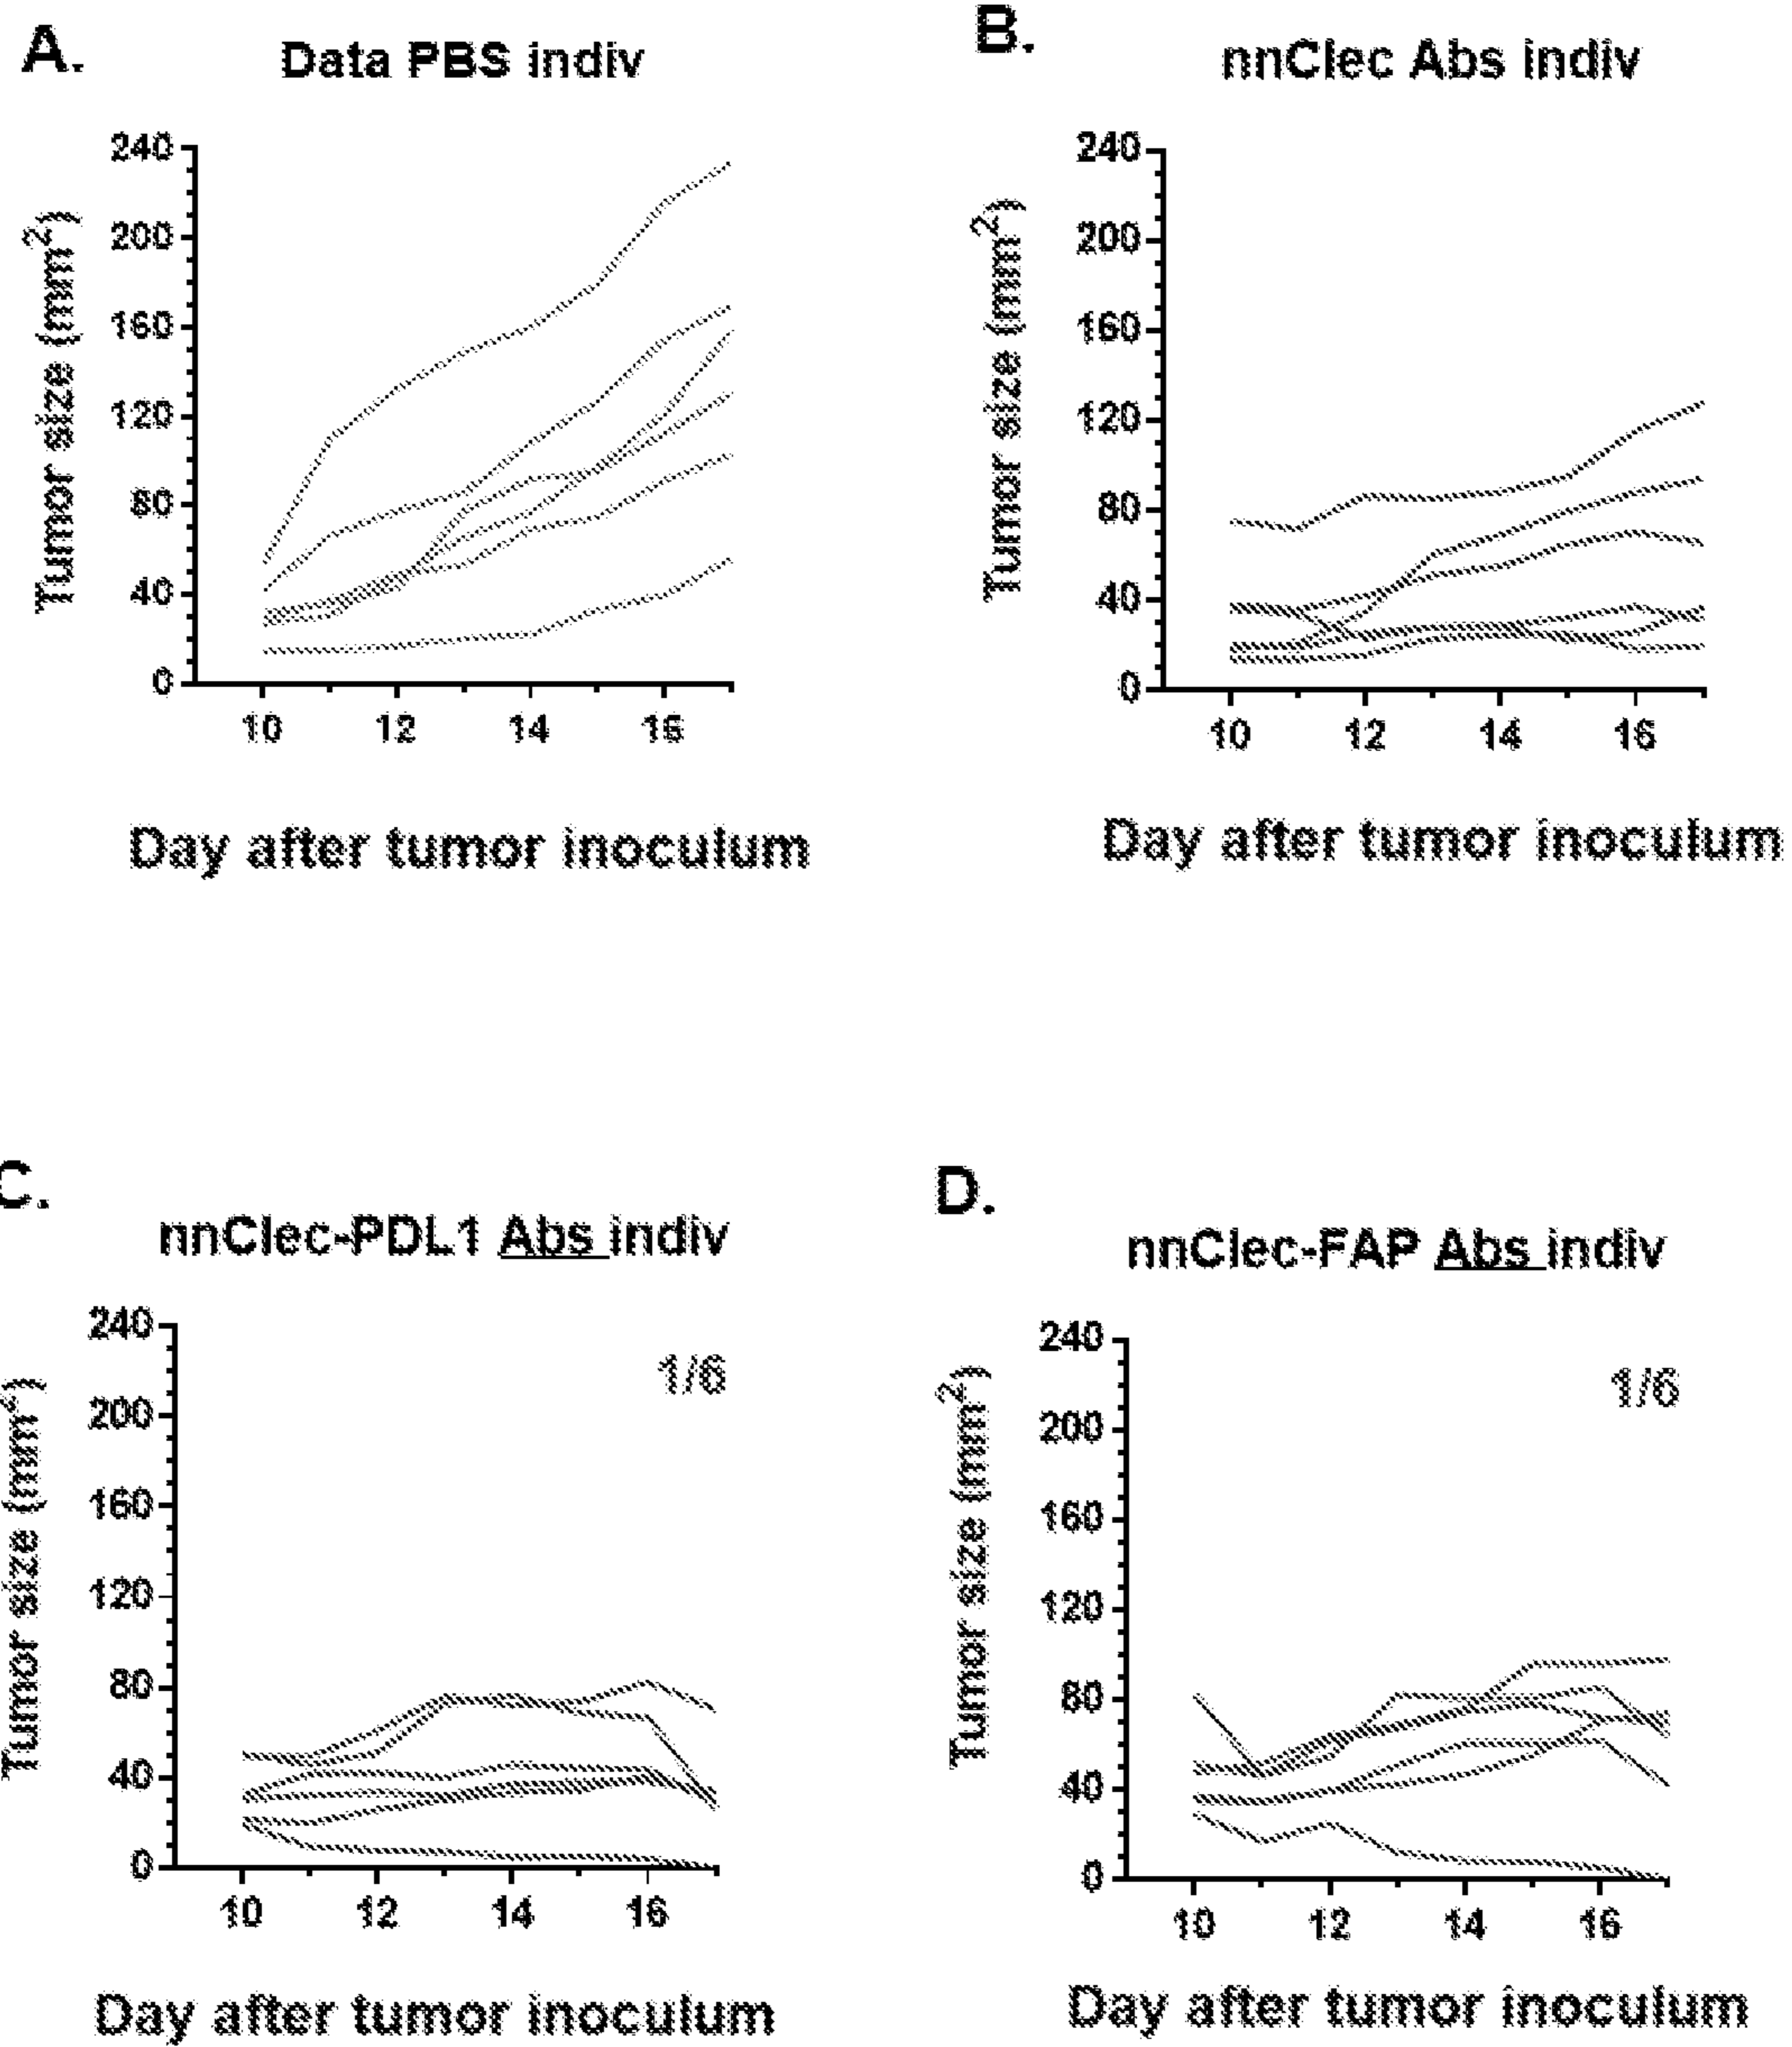 A.
Data PBS indiv
240
200
160
120
80
40
0
Tumor size (mm²)
10 12 14 16
Day after tumor inoculum
B.
nnClec Abs indiv
240
200
160
120
80
40
0
Tumor size (mm²)
10 12 14 16
Day after tumor inoculum
C.
nnClec-PDL1 Abs indiv
1/6
240
200
160
120
80
40
0
Tumor size (mm²)
10 12 14 16
Day after tumor inoculum
D.
nnClec-FAP Abs indiv
1/6
240
200
160
120
80
40
0
Tumor size (mm²)
10 12 14 16
Day after tumor inoculum